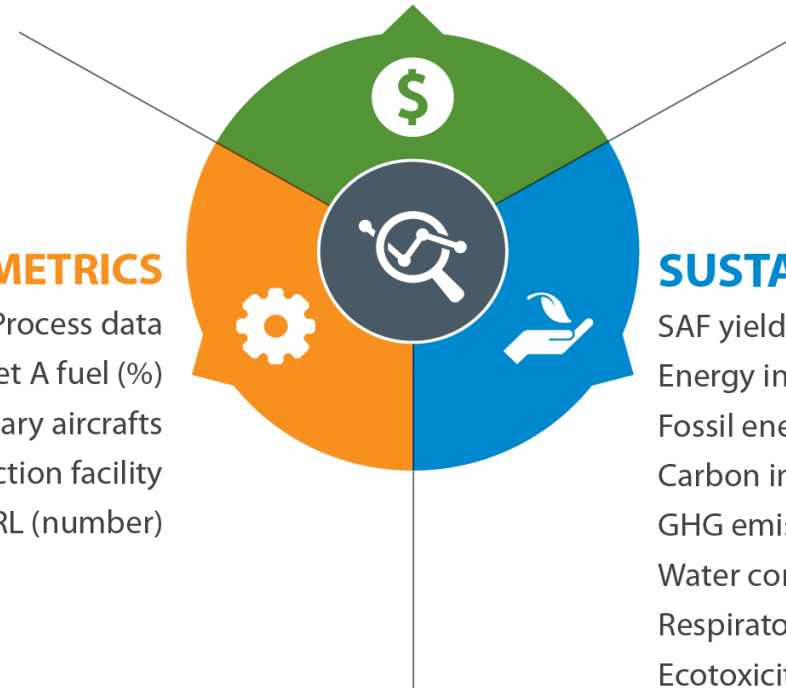 $
METRICS
Process data
et A fuel (%)
ary aircrafts
ction facility
RL (number)
SUSTA
SAF yield
Energy in
Fossil ene
Carbon in
GHG emis
Water con
Respirato
Ecotoxicit